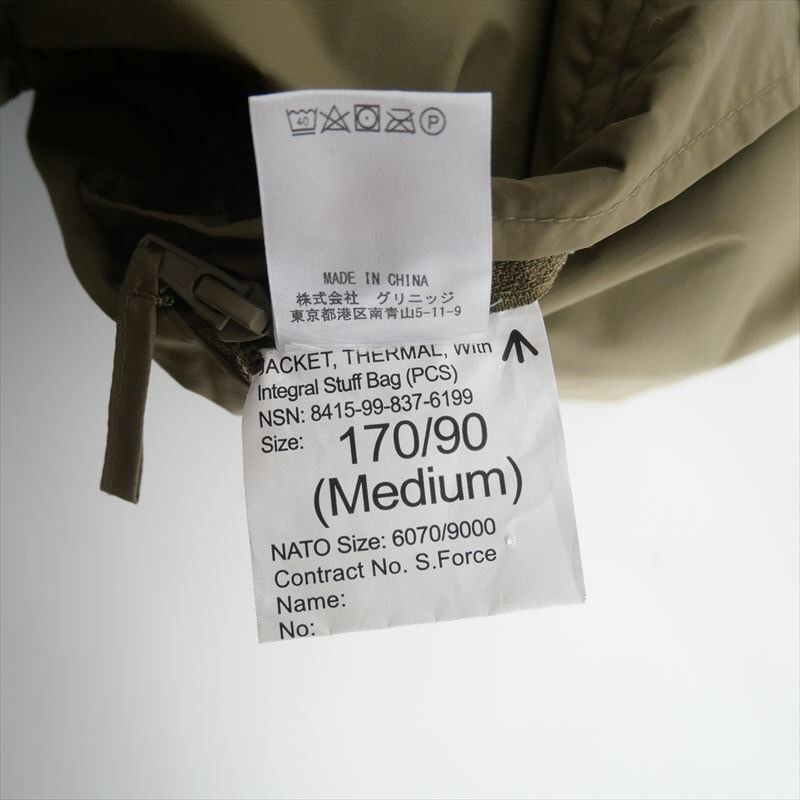 40 P
MADE IN CHINA
株式会社 グリニッジ
東京都港区南青山5-11-9
JACKET, THERMAL, With
Integral Stuff Bag (PCS)
NSN: 8415-99-837-6199
Size: 170/90
(Medium)
NATO Size: 6070/9000
Contract No. S.Force
Name:
No: